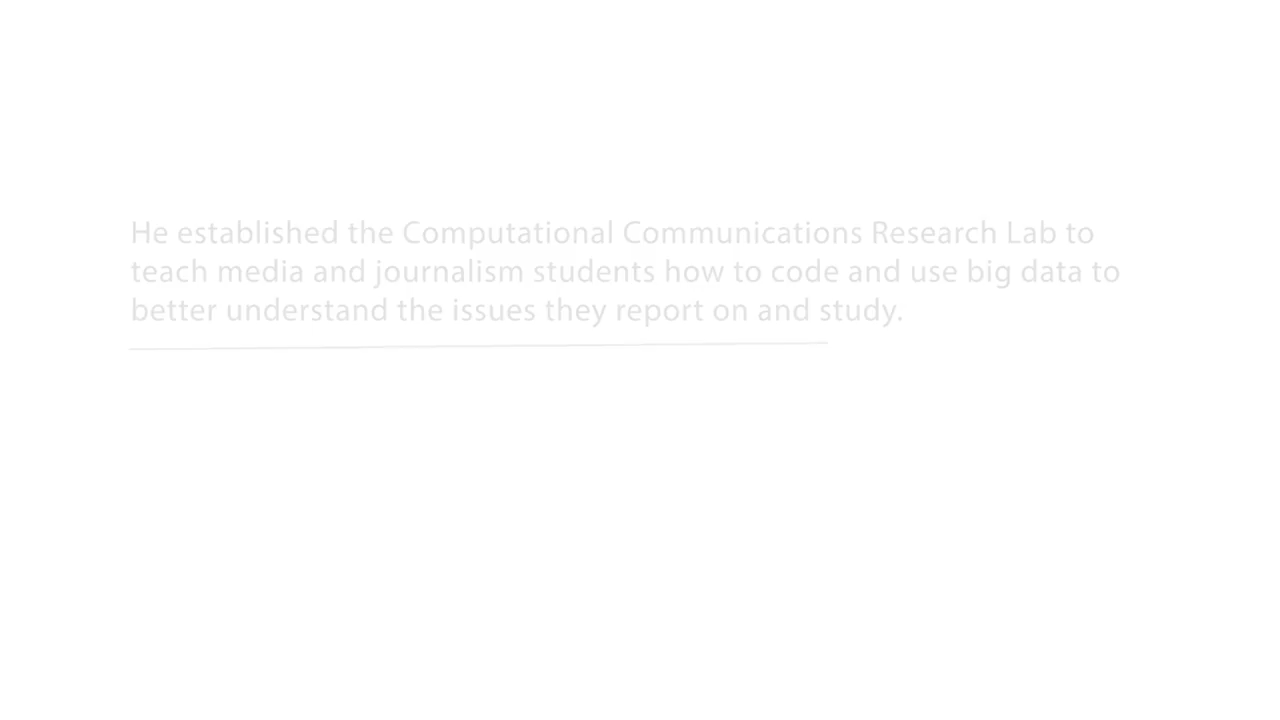 He established the Computational Communications Research Lab to
teach media and journalism students how to code and use big data to
better understand the issues they report on and study.